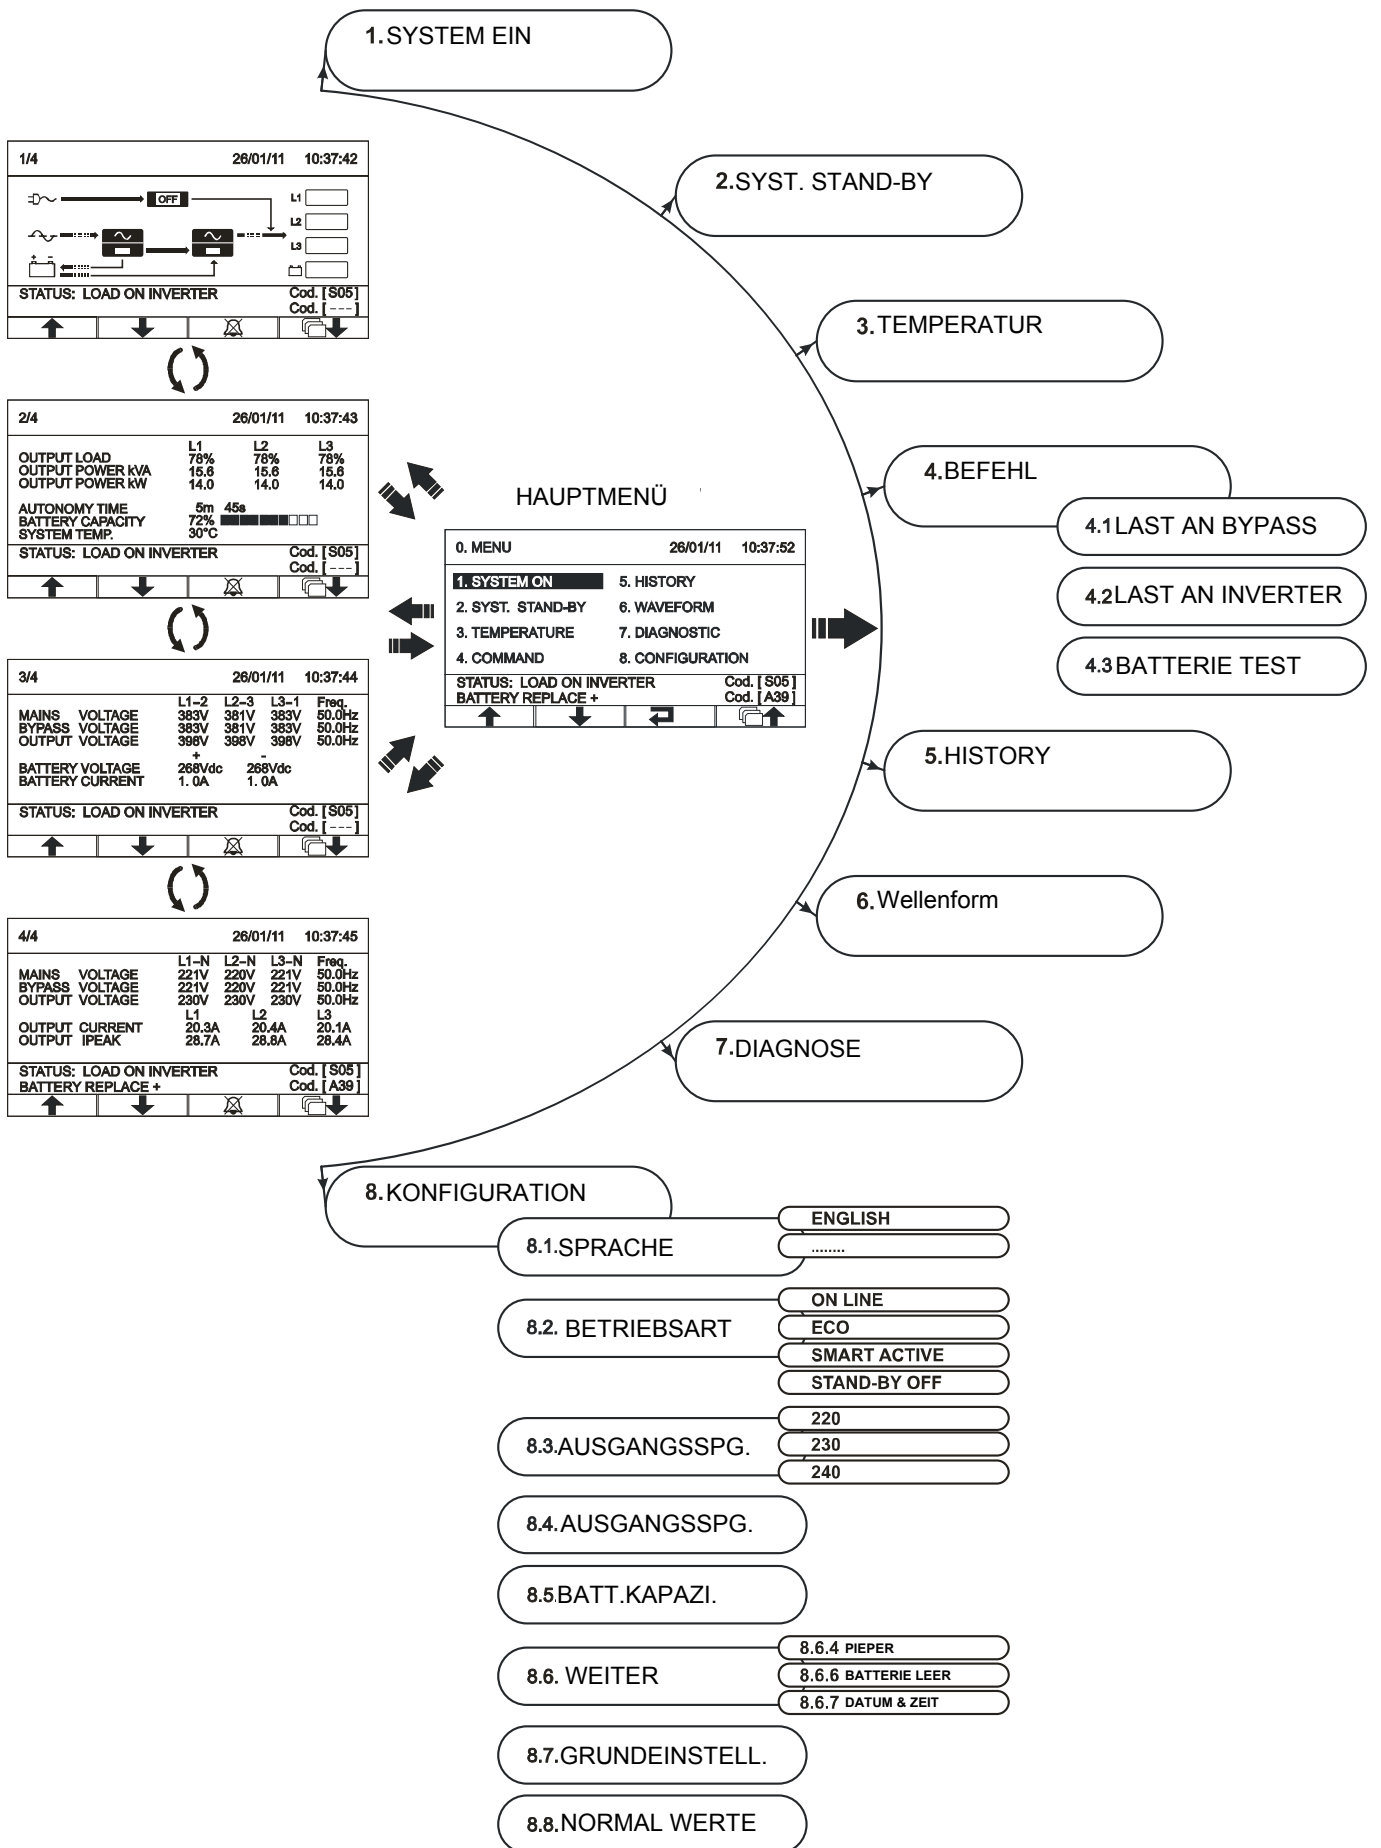 1.SYSTEM EIN
2.SYST. STAND-BY
3.TEMPERATUR
4.BEFEHL
4.1 LAST AN BYPASS
4.2 LAST AN INVERTER
4.3 BATTERIE TEST
5.HISTORY
6.Wellenform
7.DIAGNOSE
1/4 26/01/11 10:37:42
OFF
L1
L2
L3
+ -
STATUS: LOAD ON INVERTER Cod. [S05]
Cod. [---]
2/4 26/01/11 10:37:43
L1 L2 L3
OUTPUT LOAD 78% 78% 78%
OUTPUT POWER kVA 15.6 15.6 15.6
OUTPUT POWER kW 14.0 14.0 14.0
AUTONOMY TIME 5m 45s
BATTERY CAPACITY 72%
SYSTEM TEMP. 30°C
STATUS: LOAD ON INVERTER Cod. [S05]
Cod. [---]
3/4 26/01/11 10:37:44
L1-2 L2-3 L3-1 Freq.
MAINS VOLTAGE 383V 381V 383V 50.0Hz
BYPASS VOLTAGE 383V 381V 383V 50.0Hz
OUTPUT VOLTAGE 398V 398V 398V 50.0Hz
+ -
BATTERY VOLTAGE 268Vdc 268Vdc
BATTERY CURRENT 1. 0A 1. 0A
STATUS: LOAD ON INVERTER Cod. [S05]
Cod. [---]
4/4 26/01/11 10:37:45
L1-N L2-N L3-N Freq.
MAINS VOLTAGE 221V 220V 221V 50.0Hz
BYPASS VOLTAGE 221V 220V 221V 50.0Hz
OUTPUT VOLTAGE 230V 230V 230V 50.0Hz
L1 L2 L3
OUTPUT CURRENT 20.3A 20.4A 20.1A
OUTPUT IPEAK 28.7A 28.8A 28.4A
STATUS: LOAD ON INVERTER Cod. [S05]
BATTERY REPLACE + Cod. [A39]
HAUPTMENÜ
0. MENU 26/01/11 10:37:52
1. SYSTEM ON 5. HISTORY
2. SYST. STAND-BY 6. WAVEFORM
3. TEMPERATURE 7. DIAGNOSTIC
4. COMMAND 8. CONFIGURATION
STATUS: LOAD ON INVERTER Cod. [S05]
BATTERY REPLACE + Cod. [A39]
8.KONFIGURATION
8.1.SPRACHE
ENGLISH
........
8.2. BETRIEBSART
ON LINE
ECO
SMART ACTIVE
STAND-BY OFF
8.3.AUSGANGSSPG.
220
230
240
8.4.AUSGANGSSPG.
8.5.BATT.KAPAZI.
8.6. WEITER
8.6.4 PIEPER
8.6.6 BATTERIE LEER
8.6.7 DATUM & ZEIT
8.7.GRUNDEINSTELL.
8.8.NORMAL WERTE